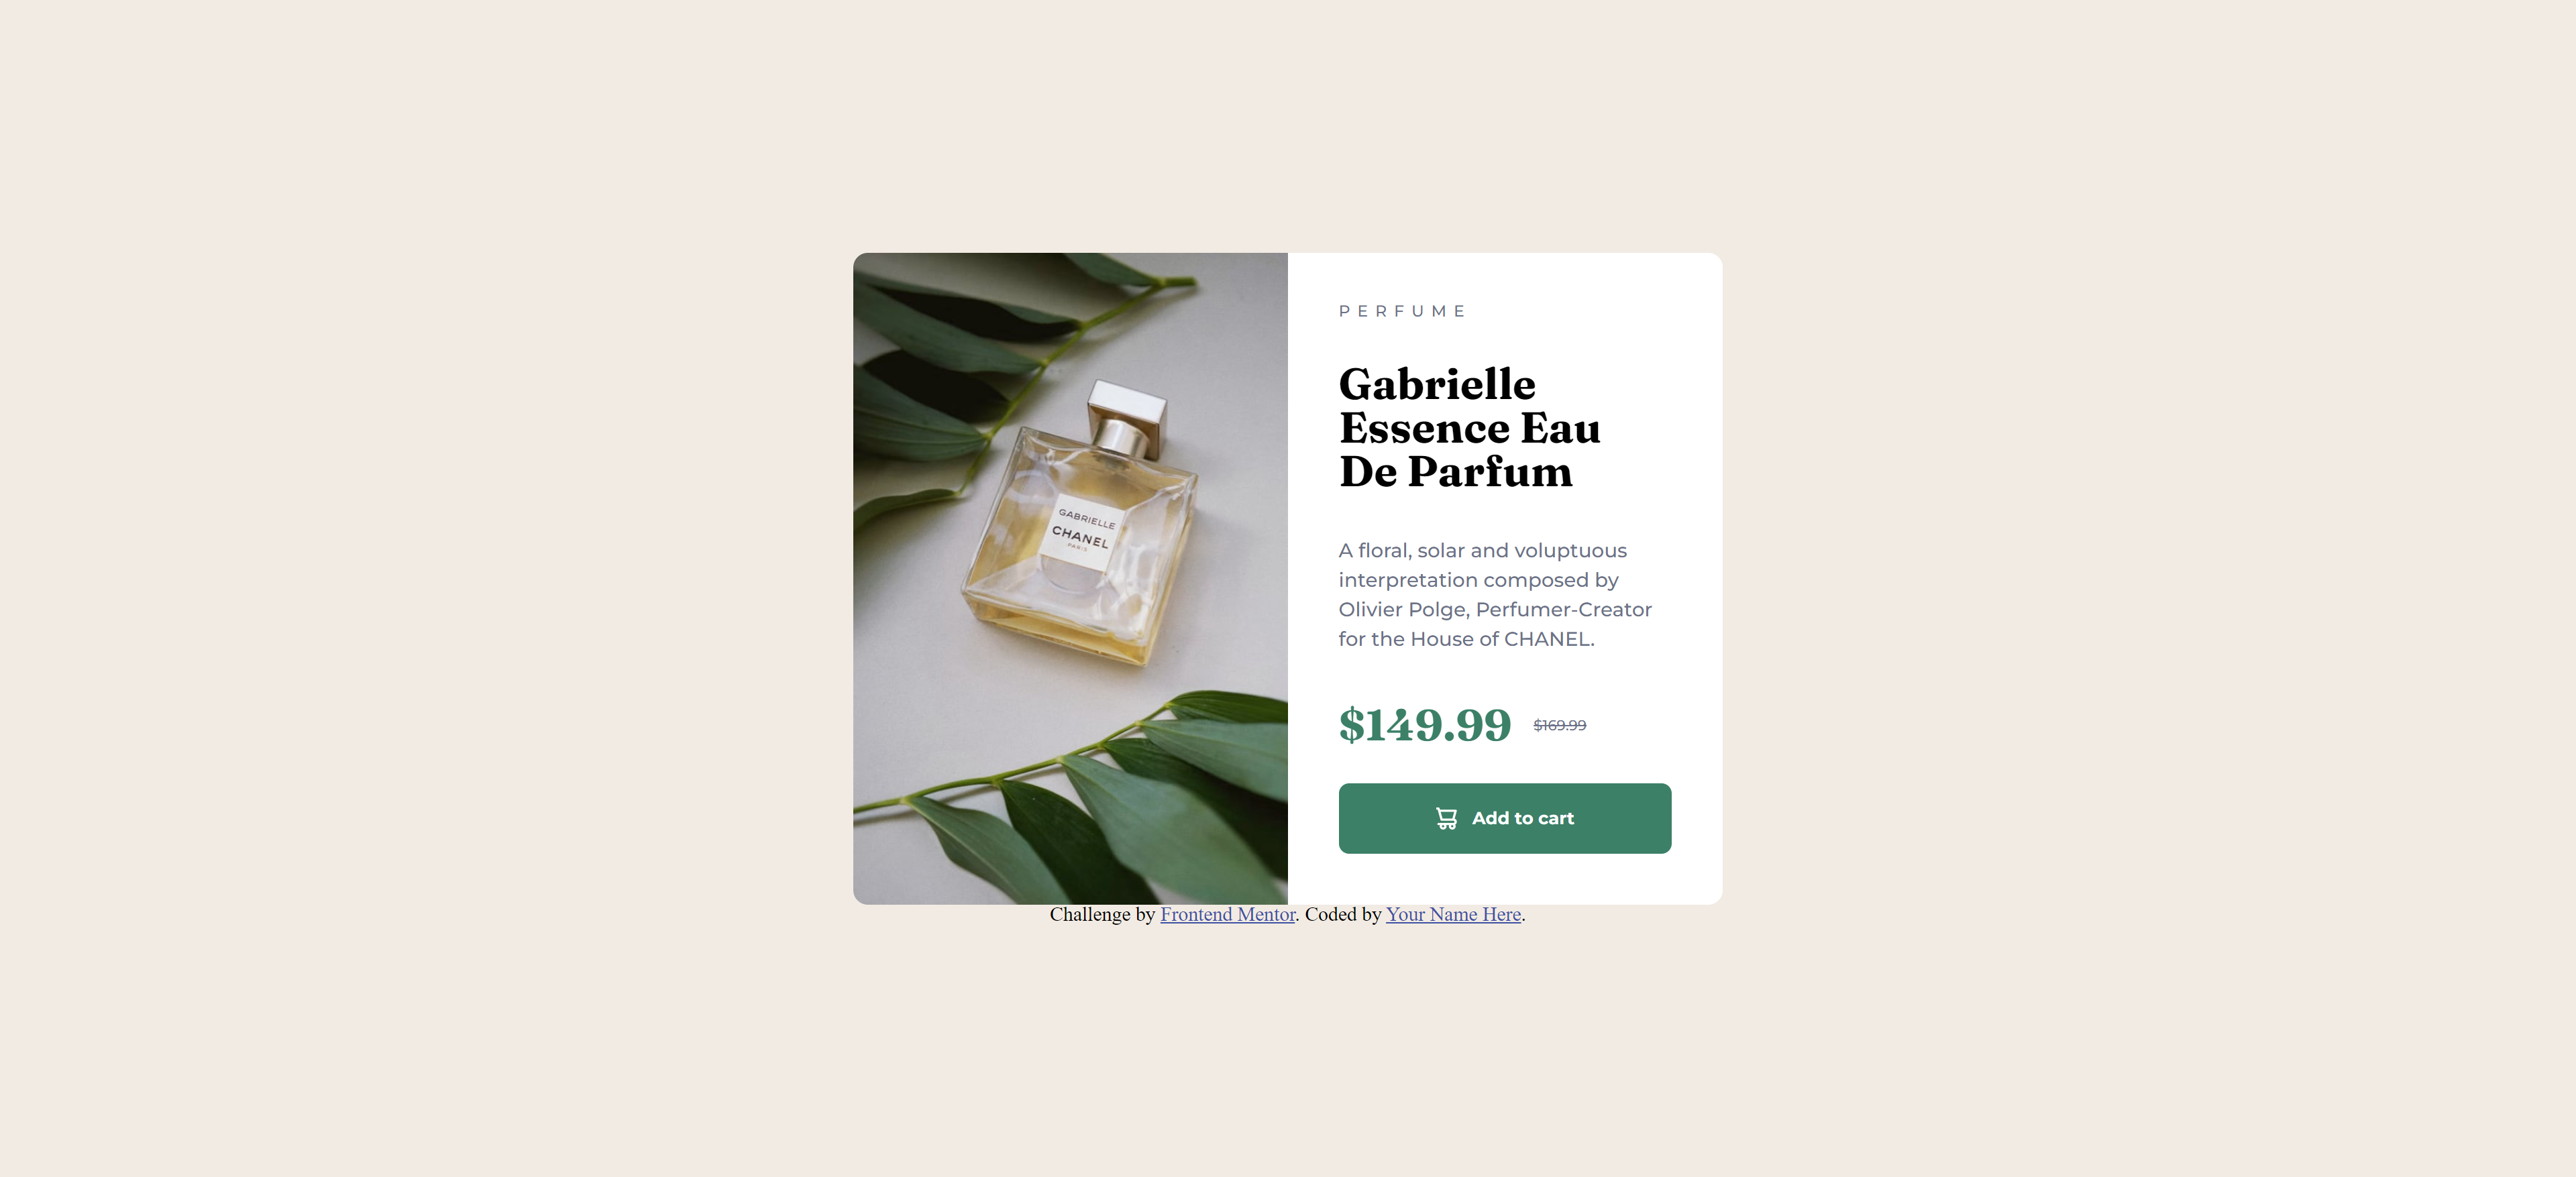 GABRIELLE
CHANEL
PARIS
PERFUME
Gabrielle
Essence Eau
De Parfum
A floral, solar and voluptuous
interpretation composed by
Olivier Polge, Perfumer-Creator
for the House of CHANEL.
$149.99 $169.99
Add to cart
Challenge by Frontend Mentor. Coded by Your Name Here.